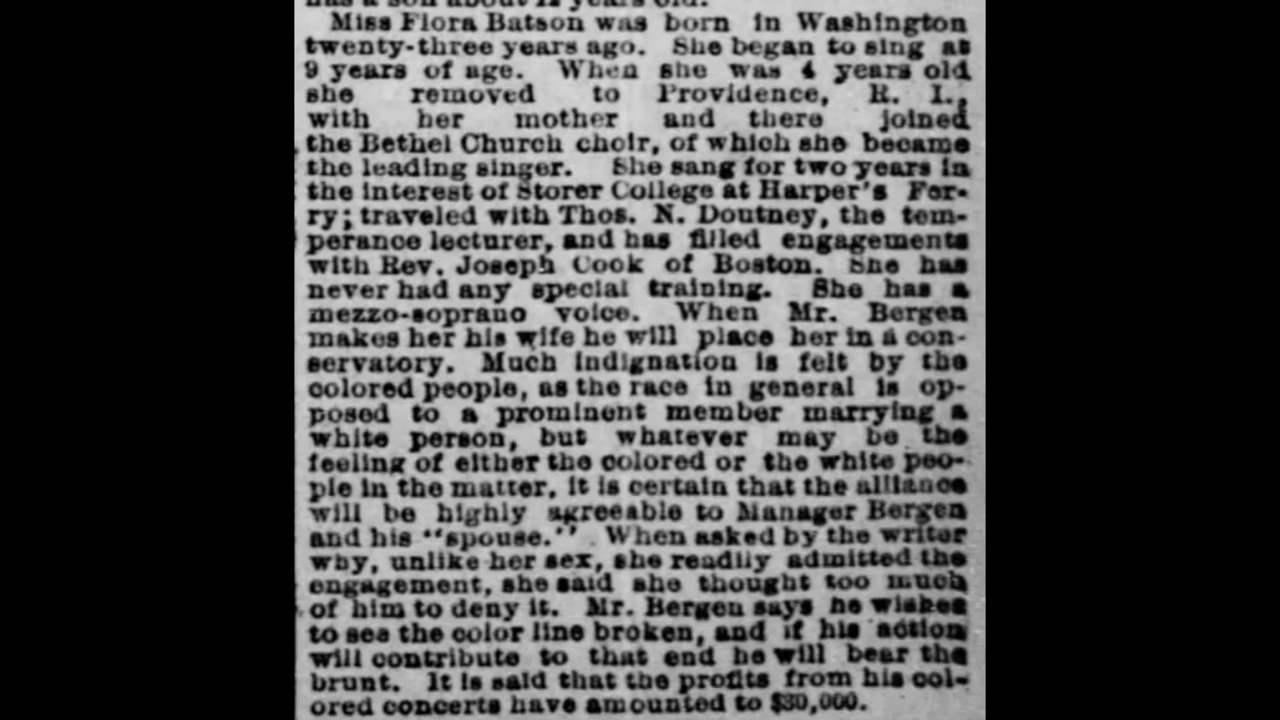 has a son about 12 years old.
Miss Flora Batson was born in Washington
twenty-three years ago. She began to sing at
9 years of age. When she was 4 years old
she removed to Providence, R. I.,
with her mother and there joined
the Bethel Church choir, of which she became
the leading singer. She sang for two years in
the interest of Storer College at Harper's Fer-
ry; traveled with Thos. N. Doutney, the tem-
perance lecturer, and has filled engagements
with Rev. Joseph Cook of Boston. She has
never had any special training. She has a
mezzo-soprano voice. When Mr. Bergen
makes her his wife he will place her in a con-
servatory. Much indignation is felt by the
colored people, as the race in general is op-
posed to a prominent member marrying a
white person, but whatever may be the
feeling of either the colored or the white peo-
ple in the matter, it is certain that the alliance
will be highly agreeable to Manager Bergen
and his "spouse." When asked by the writer
why, unlike her sex, she readily admitted the
engagement, she said she thought too much
of him to deny it. Mr. Bergen says he wishes
to see the color line broken, and if his action
will contribute to that end he will bear the
brunt. It is said that the profits from his col-
ored concerts have amounted to $30,000.